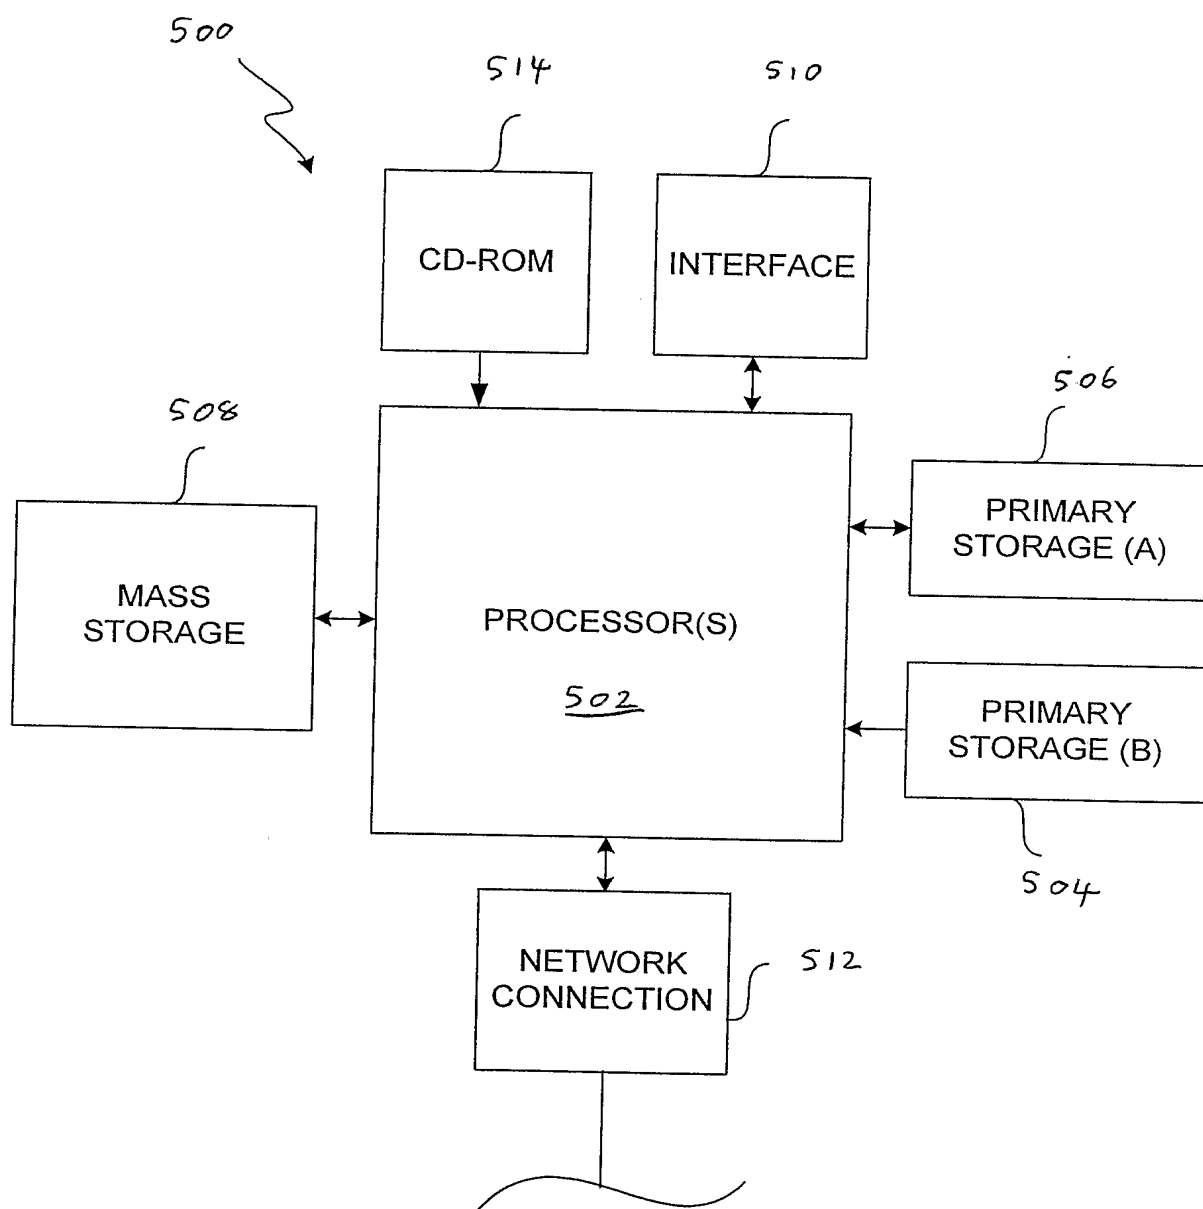 500
514
510
CD-ROM
INTERFACE
508
506
MASS
STORAGE
PRIMARY
STORAGE (A)
PROCESSOR(S)
502
PRIMARY
STORAGE (B)
504
NETWORK
CONNECTION
512